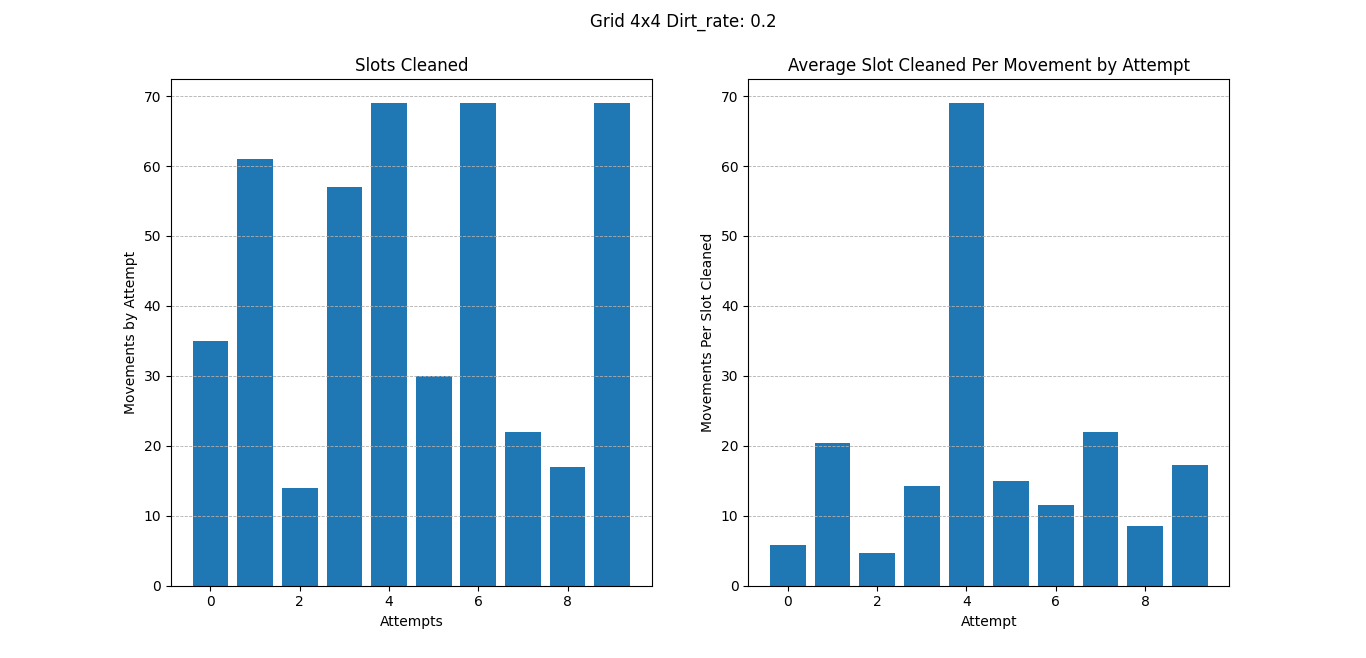 Grid 4x4 Dirt_rate: 0.2
Slots Cleaned
Movements by Attempt
70
60
50
40
30
20
10
0
0 2 4 6 8
Attempts
Average Slot Cleaned Per Movement by Attempt
Movements Per Slot Cleaned
70
60
50
40
30
20
10
0
0 2 4 6 8
Attempt